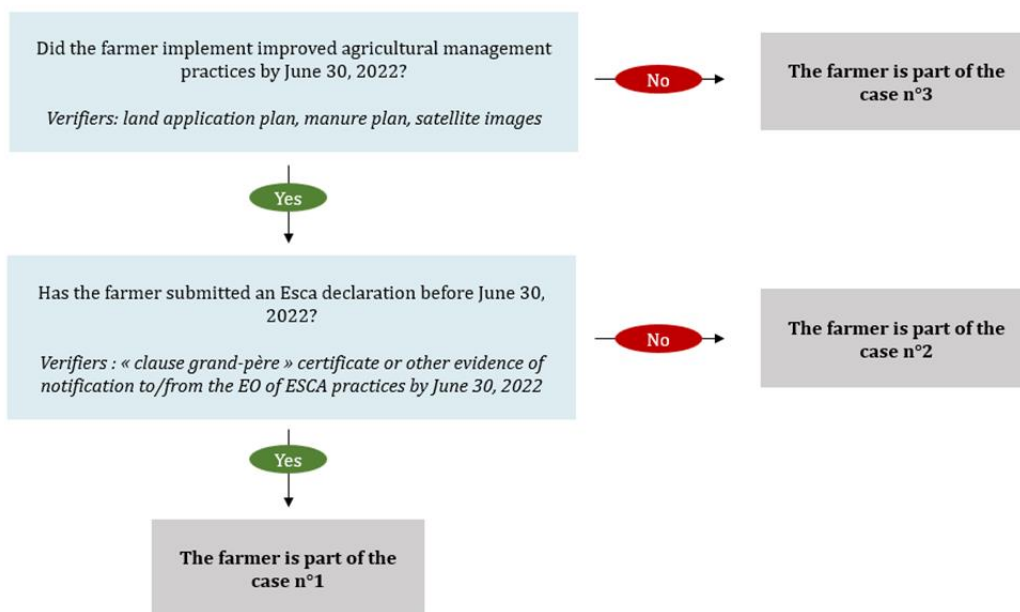 Did the farmer implement improved agricultural management
practices by June 30, 2022?
Verifiers: land application plan, manure plan, satellite images
No
The farmer is part of the
case n°3
Yes
Has the farmer submitted an Esca declaration before June 30,
2022?
Verifiers : « clause grand-père » certificate or other evidence of
notification to/from the EO of ESCA practices by June 30, 2022
No
The farmer is part of the
case n°2
Yes
The farmer is part of the
case n°1